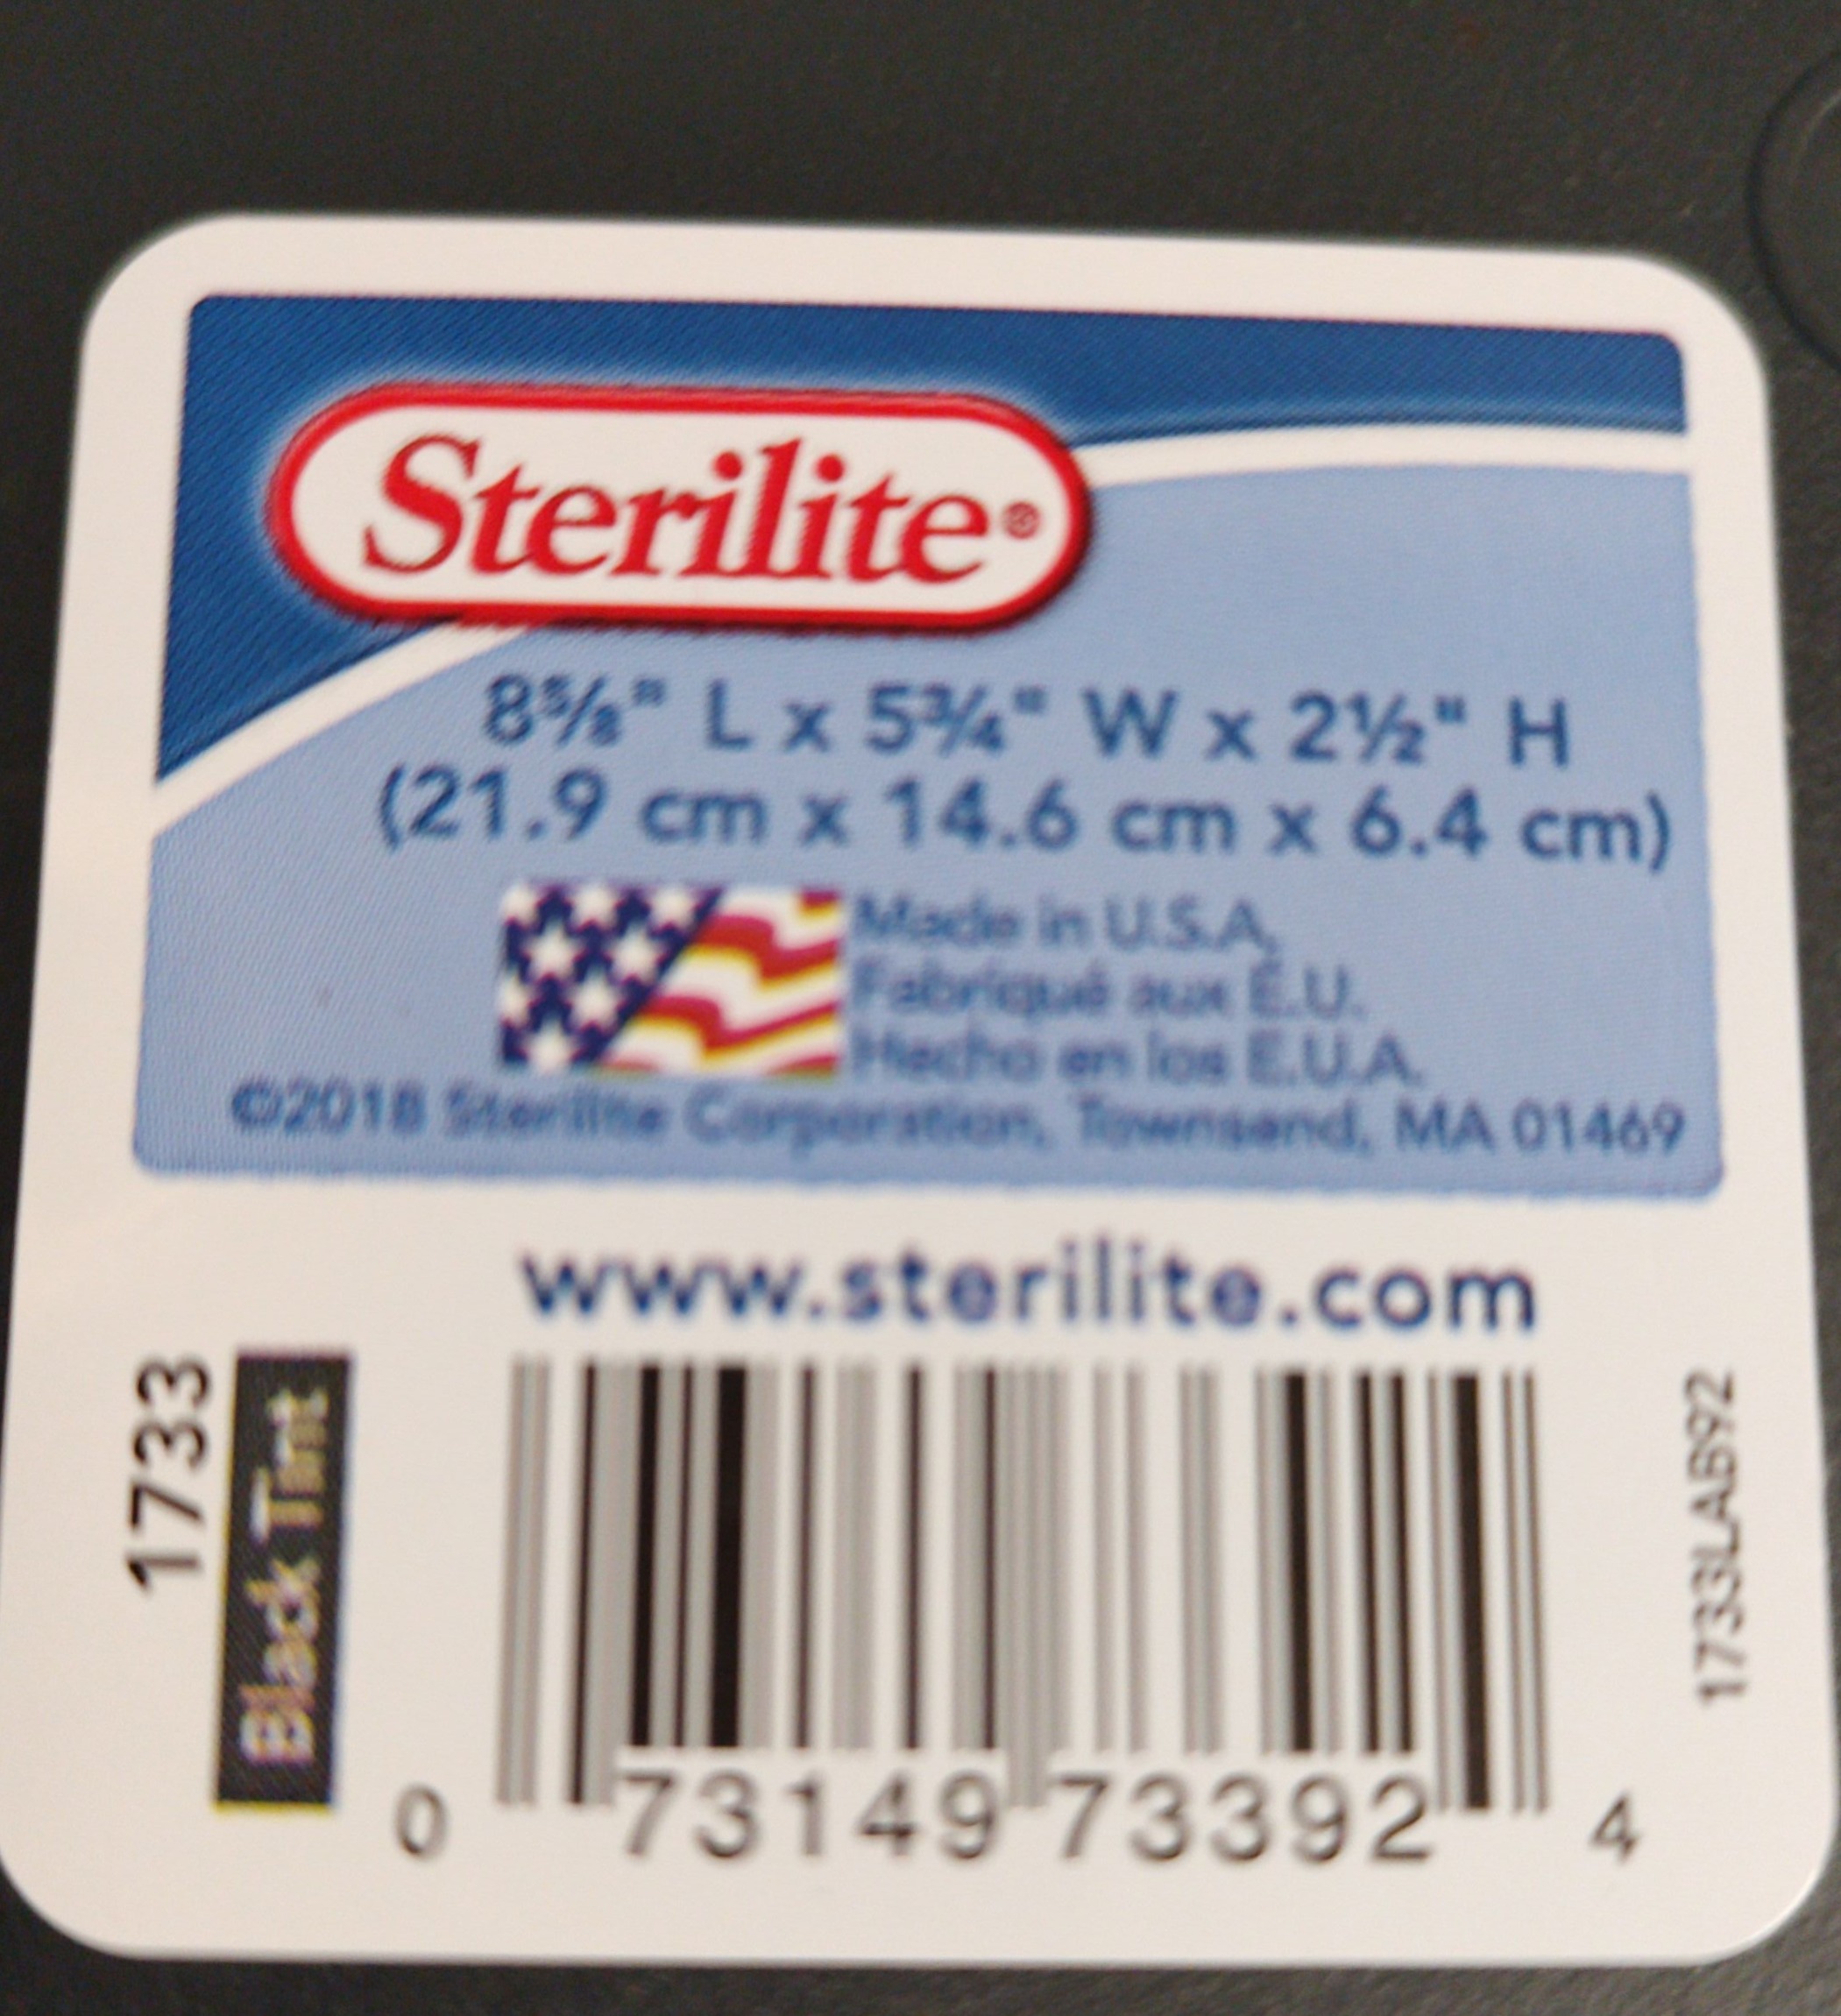 Sterilite®
8⅝" L x 5¾" W x 2½" H
(21.9 cm x 14.6 cm x 6.4 cm)
Made in U.S.A.
Fabriqué aux É.U.
Hecho en los E.U.A.
©2018 Sterilite Corporation, Townsend, MA 01469
www.sterilite.com
1733
Black Tint
0 73149 73392 4
1733LAB92